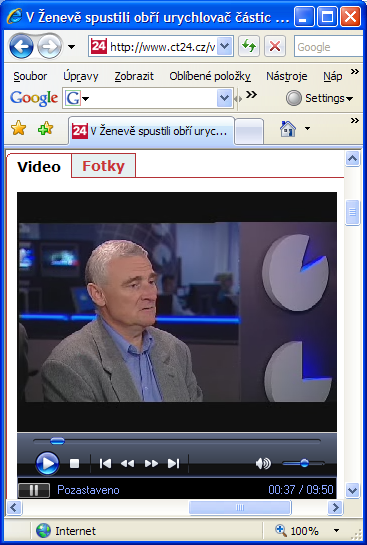 V Ženevě spustili obří urychlovač částic ...
24 http://www.ct24.cz/v
Google
Soubor Úpravy Zobrazit Oblíbené položky Nástroje Náp »
Google G »
Settings
24 V Ženevě spustili obří uryc...
»
Video Fotky
Pozastaveno 00:37 / 09:50
Internet 100%